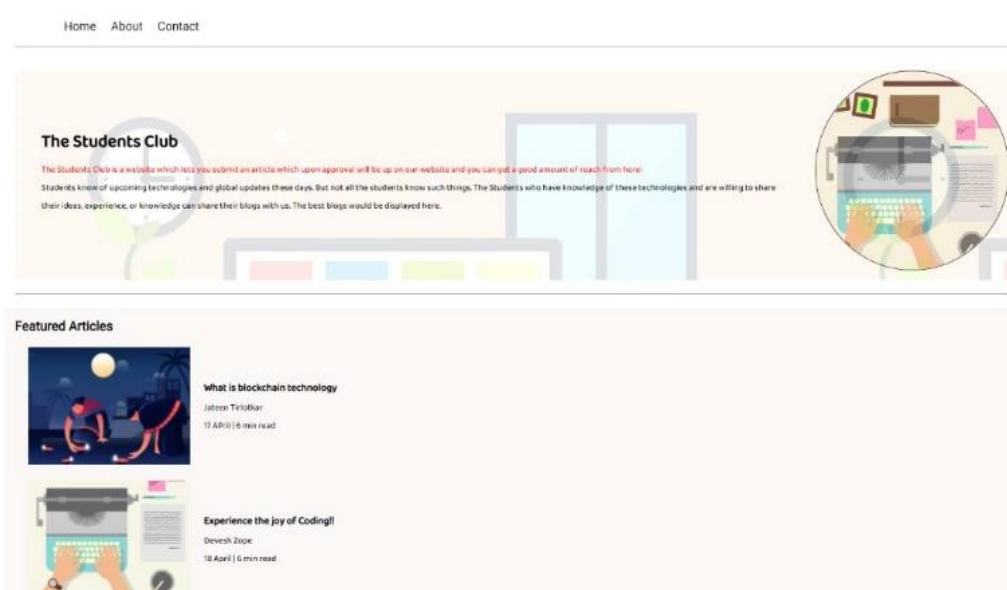 Home About Contact
The Students Club
The Students Club is a website which lets you submit an article which upon approval will be up on our website and you can get a good amount of reach from here!
Students know of upcoming technologies and global updates these days. But not all the students know such things. The Students who have knowledge of these technologies and are willing to share
their ideas, experience, or knowledge can share their blogs with us. The best blogs would be displayed here.
Featured Articles
What is blockchain technology
Jateen Tirlotkar
17 APril | 6 min read
Experience the joy of Coding!!
Devesh Zope
18 April | 6 min read